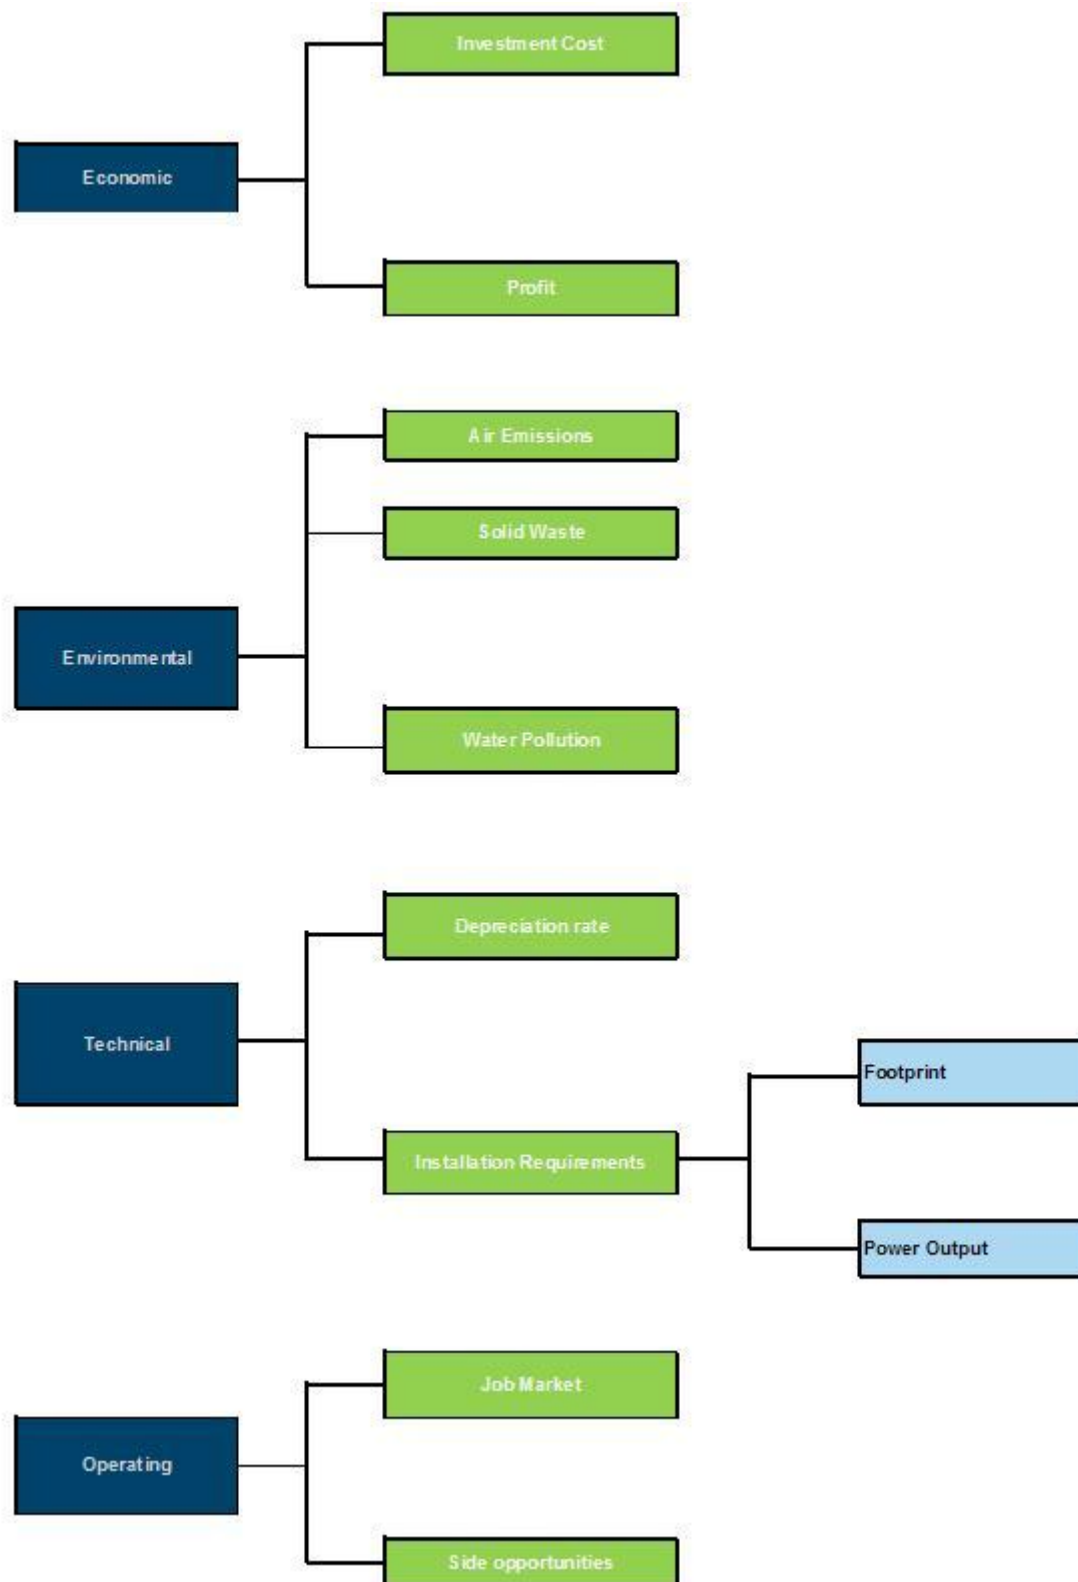 Investment Cost
Economic
Profit
Air Emissions
Solid Waste
Environmental
Water Pollution
Depreciation rate
Technical
Footprint
Installation Requirements
Power Output
Job Market
Operating
Side opportunities